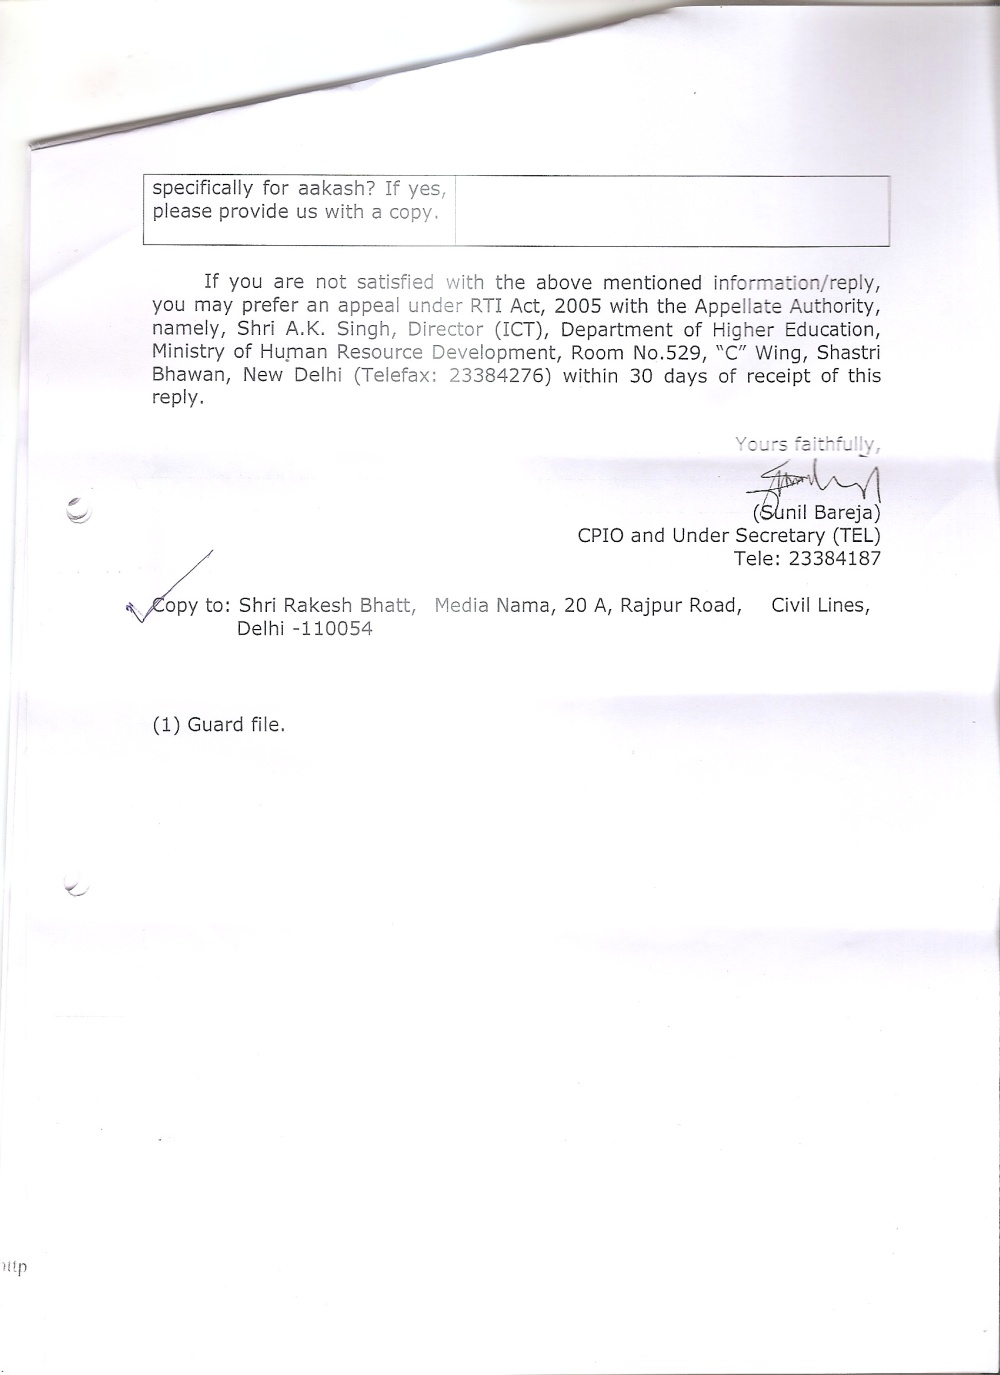 specifically for aakash? If yes,
please provide us with a copy.
If you are not satisfied with the above mentioned information/reply,
you may prefer an appeal under RTI Act, 2005 with the Appellate Authority,
namely, Shri A.K. Singh, Director (ICT), Department of Higher Education,
Ministry of Human Resource Development, Room No.529, “C” Wing, Shastri
Bhawan, New Delhi (Telefax: 23384276) within 30 days of receipt of this
reply.
Yours faithfully,
(Sunil Bareja)
CPIO and Under Secretary (TEL)
Tele: 23384187
Copy to: Shri Rakesh Bhatt, Media Nama, 20 A, Rajpur Road, Civil Lines,
Delhi -110054
(1) Guard file.